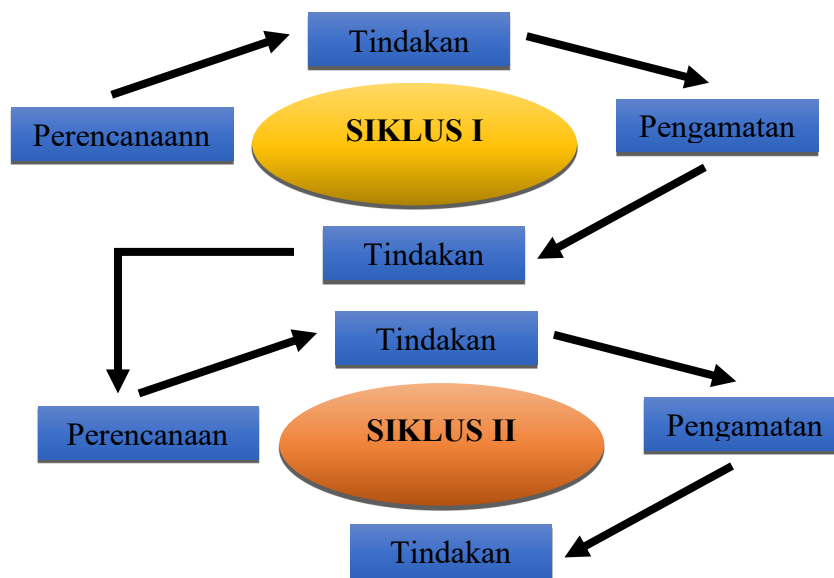 Tindakan
Perencanaann
SIKLUS I
Pengamatan
Tindakan
Tindakan
Perencanaan
SIKLUS II
Pengamatan
Tindakan